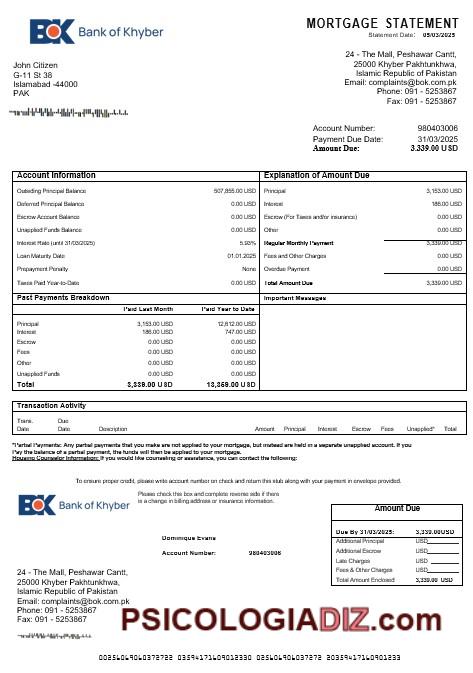 BOK Bank of Khyber
MORTGAGE STATEMENT
Statement Date: 05/03/2025
24 - The Mall, Peshawar Cantt,
25000 Khyber Pakhtunkhwa,
Islamic Republic of Pakistan
Email: complaints@bok.com.pk
Phone: 091 - 5253867
Fax: 091 - 5253867
John Citizen
G-11 St 38
Islamabad -44000
PAK
Account Number: 980403006
Payment Due Date: 31/03/2025
Amount Due: 3,339.00 USD
Account Information
Outsding Principal Balance 507,855.00 USD
Deferred Principal Balance 0.00 USD
Escrow Account Balance 0.00 USD
Unapplied Funds Balance 0.00 USD
Interest Rate (until 31/03/2025) 5.93%
Loan Maturity Date 01.01.2025
Prepayment Penalty None
Taxes Paid Year-to-Date 0.00 USD
Explanation of Amount Due
Principal 3,153.00 USD
Interest 186.00 USD
Escrow (For Taxes and/or insurance) 0.00 USD
Other 0.00 USD
Regular Monthly Payment 3,339.00 USD
Fees and Other Charges 0.00 USD
Overdue Payment 0.00 USD
Total Amount Due 3,339.00 USD
Past Payments Breakdown
Paid Last Month Paid Year to Date
Principal 3,153.00 USD 12,612.00 USD
Interest 186.00 USD 747.00 USD
Escrow 0.00 USD 0.00 USD
Fees 0.00 USD 0.00 USD
Other 0.00 USD 0.00 USD
Unapplied Funds 0.00 USD 0.00 USD
Total 3,339.00 USD 13,359.00 USD
Important Messages
Transaction Activity
Trans. Date Due Date Description Amount Principal Interest Escrow Fees Unapplied* Total
*Partial Payments: Any partial payments that you make are not applied to your mortgage, but instead are held in a separate unapplied account. If you
Pay the balance of a partial payment, the funds will then be applied to your mortgage.
Housing Counselor Information: If you would like counseling or assistance, you can contact the following:
To ensure proper credit, please write account number on check and return this stub along with your payment in envelope provided.
BOK Bank of Khyber
Please check this box and complete reverse side if there
is a change in billing address or insurance information.
Dominique Evans
Account Number: 980403006
Amount Due
Due By 31/03/2025: 3,339.00USD
Additional Principal USD
Additional Escrow USD
Late Charges USD
Fees & Other Charges USD
Total Amount Enclosed 3,339.00 USD
24 - The Mall, Peshawar Cantt,
25000 Khyber Pakhtunkhwa,
Islamic Republic of Pakistan
Email: complaints@bok.com.pk
Phone: 091 - 5253867
Fax: 091 - 5253867
PSICOLOGIADIZ.com